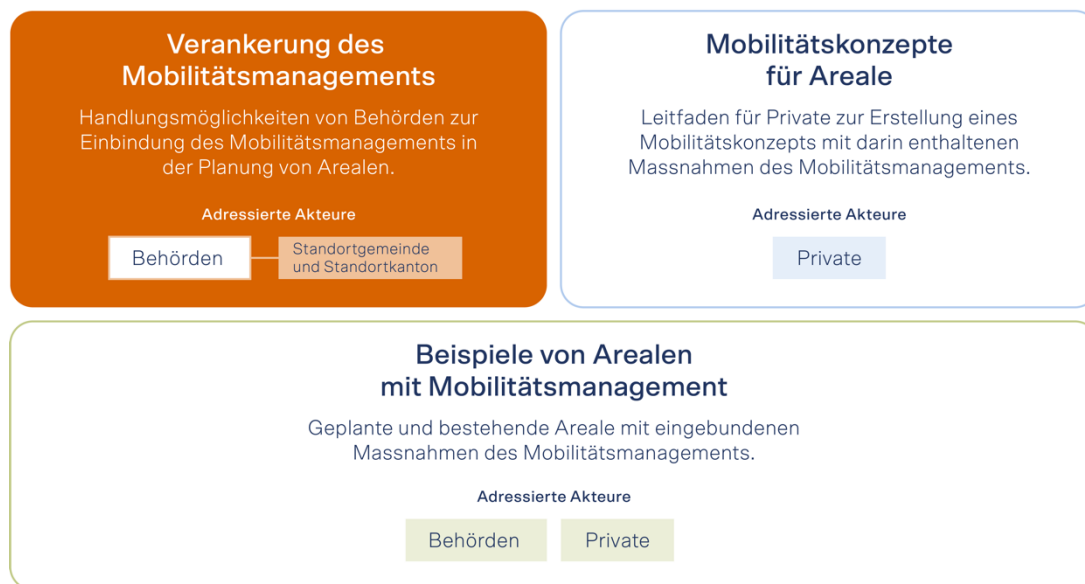 Verankerung des
Mobilitätsmanagements
Handlungsmöglichkeiten von Behörden zur
Einbindung des Mobilitätsmanagements in
der Planung von Arealen.
Adressierte Akteure
Behörden
Standortgemeinde
und Standortkanton
Mobilitätskonzepte
für Areale
Leitfaden für Private zur Erstellung eines
Mobilitätskonzepts mit darin enthaltenen
Massnahmen des Mobilitätsmanagements.
Adressierte Akteure
Private
Beispiele von Arealen
mit Mobilitätsmanagement
Geplante und bestehende Areale mit eingebundenen
Massnahmen des Mobilitätsmanagements.
Adressierte Akteure
Behörden
Private